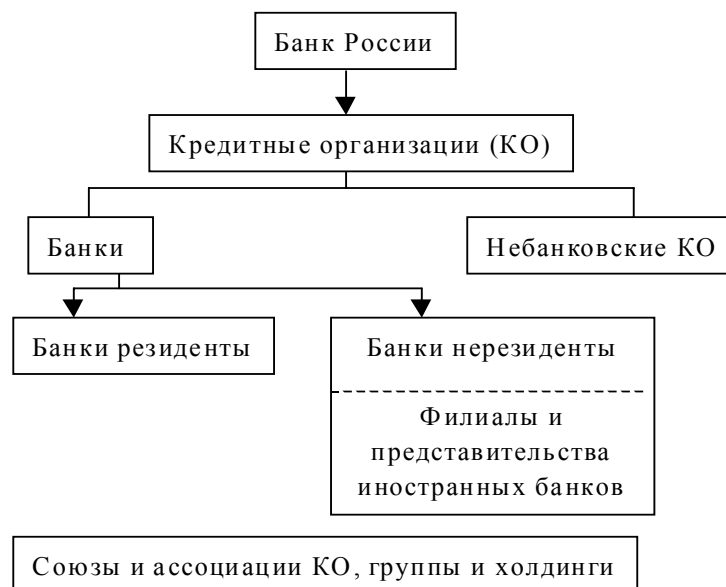 Банк России
Кредитные организации (КО)
Банки
Небанковские КО
Банки резиденты
Банки нерезиденты
Филиалы и
представительства
иностранных банков
Союзы и ассоциации КО, группы и холдинги